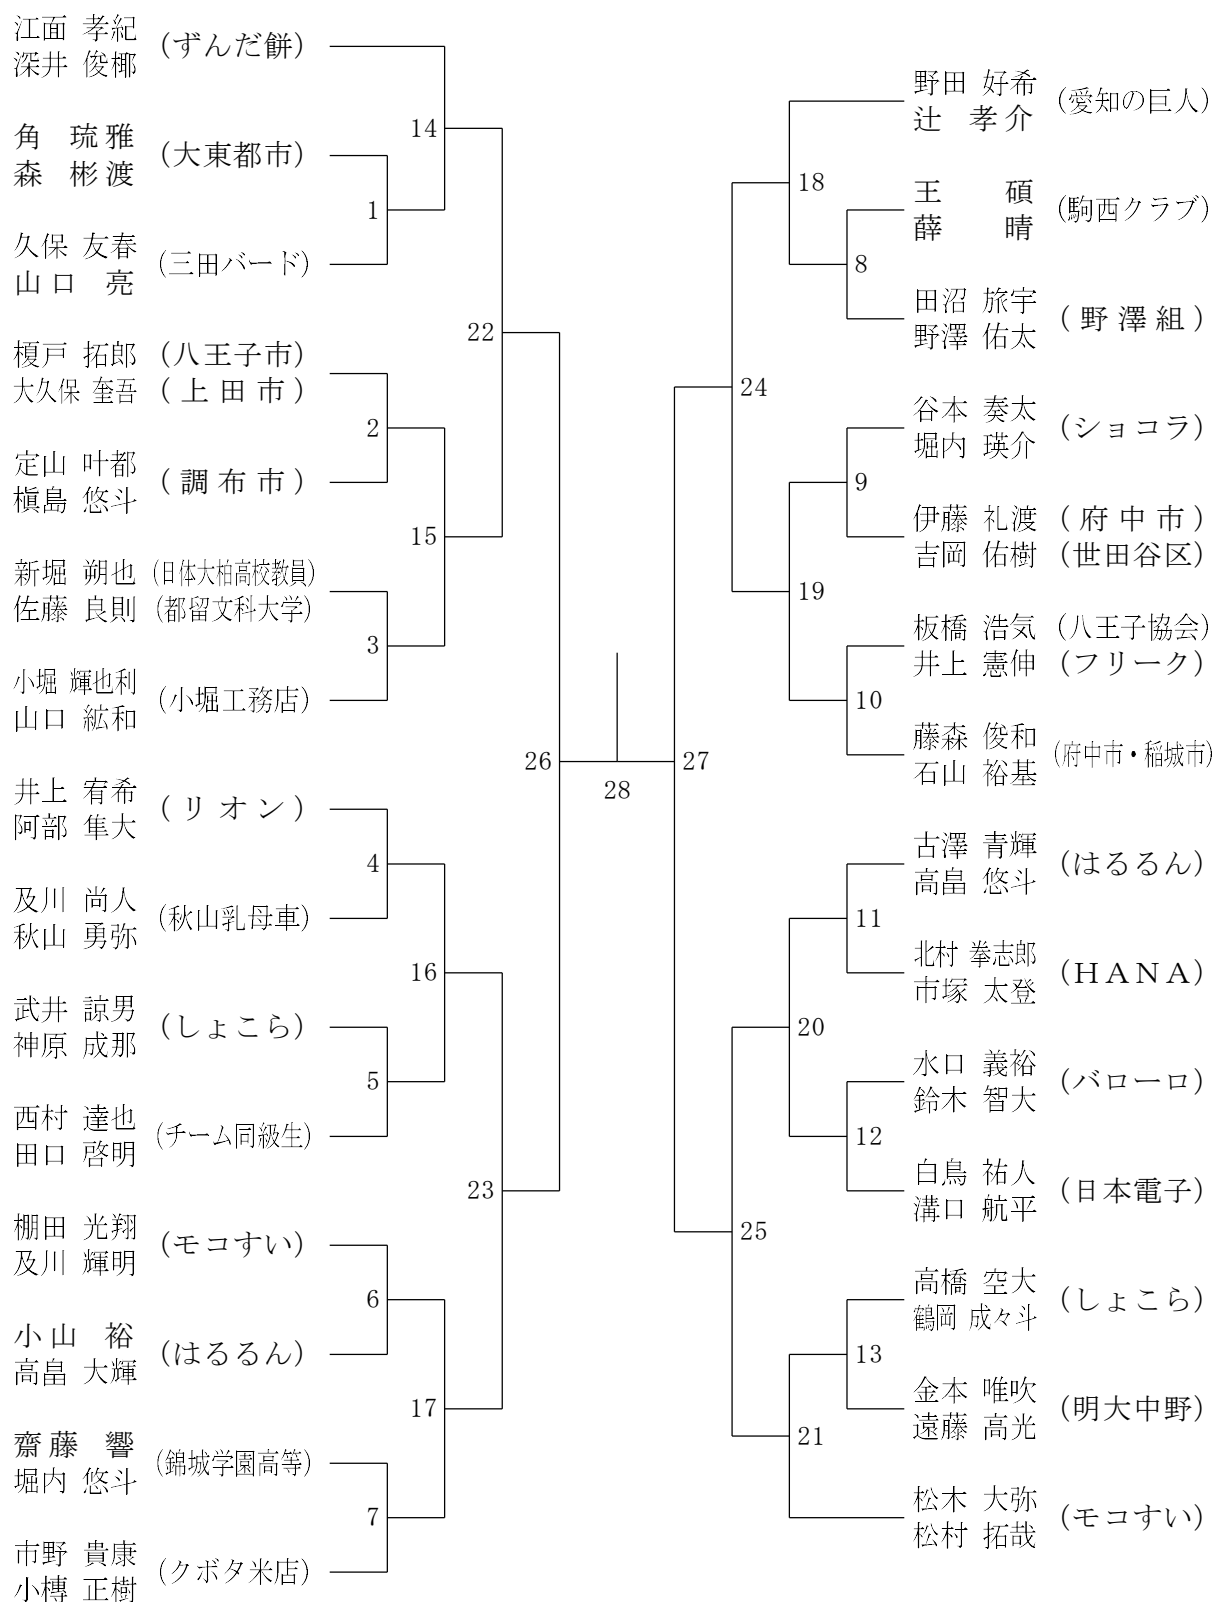 江面 孝紀 (ずんだ餅)
深井 俊椰
角 琉雅 (大東都市)
森 彬渡
1
14
久保 友春 (三田バード)
山口 亮
榎戸 拓郎 (八王子市)
大久保 奎吾 (上田市)
2
定山 叶都 (調布市)
槇島 悠斗
15
22
新堀 朔也 (日体大柏高校教員)
佐藤 良則 (都留文科大学)
3
小堀 輝也利 (小堀工務店)
山口 紘和
井上 宥希 (リオン)
阿部 隼大
4
及川 尚人 (秋山乳母車)
秋山 勇弥
16
武井 諒男 (しょこら)
神原 成那
5
西村 達也 (チーム同級生)
田口 啓明
23
26
棚田 光翔 (モコすい)
及川 輝明
6
小山 裕 (はるるん)
高畠 大輝
17
齋藤 響 (錦城学園高等)
堀内 悠斗
7
市野 貴康 (クボタ米店)
小槫 正樹
28
野田 好希 (愛知の巨人)
辻 孝介
18
王 碩 (駒西クラブ)
薛 晴
8
田沼 旅宇 (野澤組)
野澤 佑太
24
谷本 奏太 (ショコラ)
堀内 瑛介
9
伊藤 礼渡 (府中市)
吉岡 佑樹 (世田谷区)
19
板橋 浩気 (八王子協会)
井上 憲伸 (フリーク)
10
藤森 俊和 (府中市・稲城市)
石山 裕基
27
古澤 青輝 (はるるん)
高畠 悠斗
11
北村 拳志郎 (HANA)
市塚 太登
20
水口 義裕 (バローロ)
鈴木 智大
12
白鳥 祐人 (日本電子)
溝口 航平
25
高橋 空大 (しょこら)
鶴岡 成々斗
13
金本 唯吹 (明大中野)
遠藤 高光
21
松木 大弥 (モコすい)
松村 拓哉